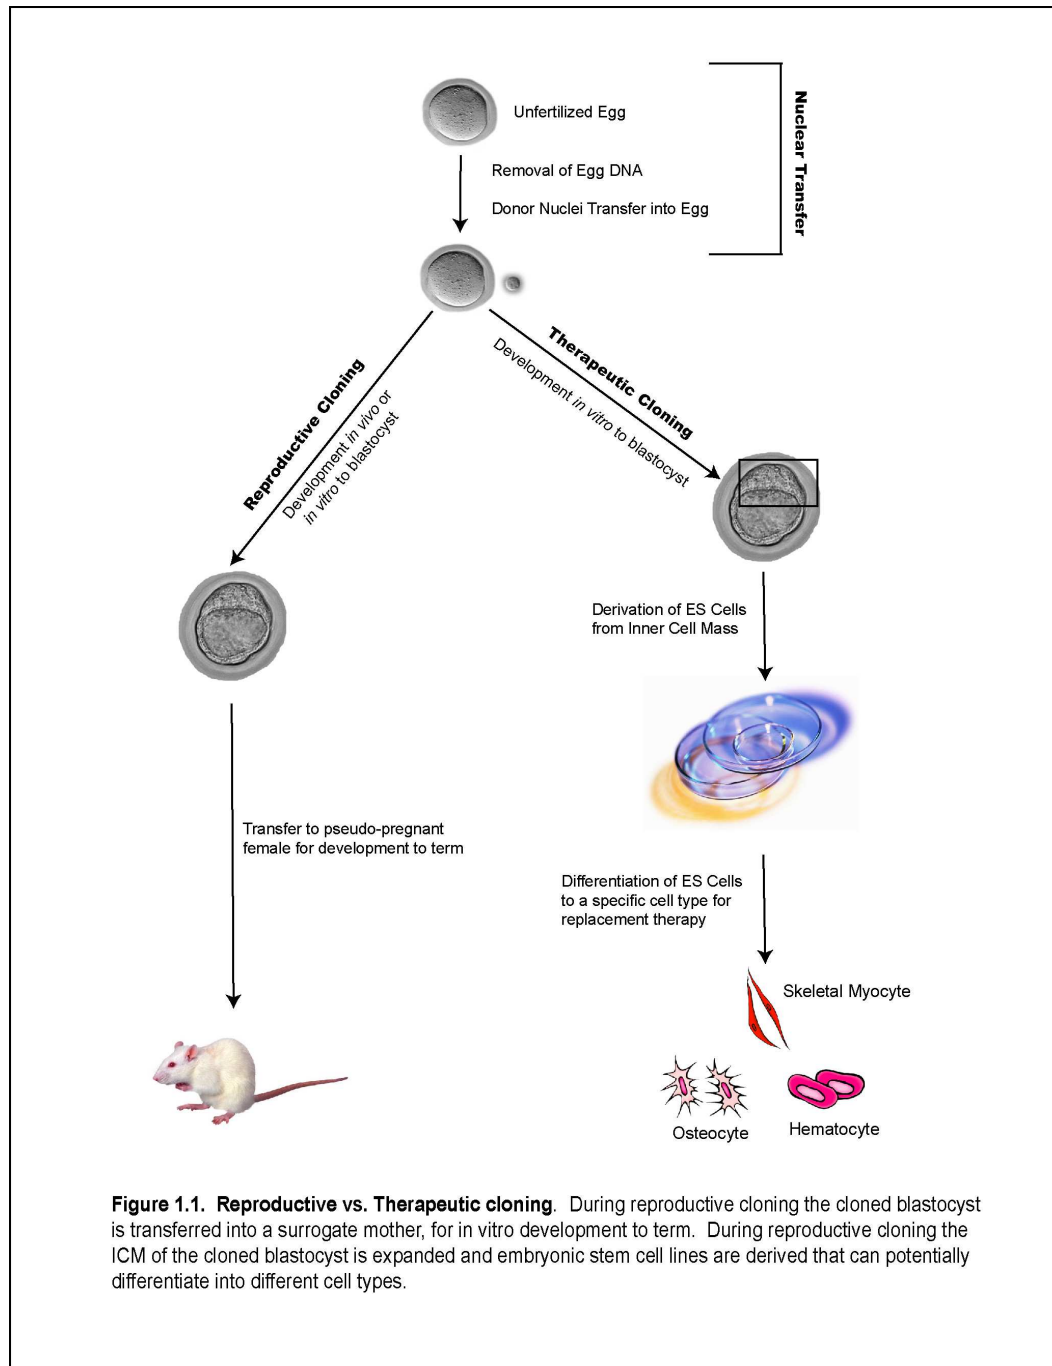 Unfertilized Egg
Removal of Egg DNA
Donor Nuclei Transfer into Egg
Nuclear Transfer
Reproductive Cloning
Development in vivo or
in vitro to blastocyst
Therapeutic Cloning
Development in vitro to blastocyst
Derivation of ES Cells
from Inner Cell Mass
Transfer to pseudo-pregnant
female for development to term
Differentiation of ES Cells
to a specific cell type for
replacement therapy
Skeletal Myocyte
Osteocyte
Hematocyte
Figure 1.1. Reproductive vs. Therapeutic cloning. During reproductive cloning the cloned blastocyst
is transferred into a surrogate mother, for in vitro development to term. During reproductive cloning the
ICM of the cloned blastocyst is expanded and embryonic stem cell lines are derived that can potentially
differentiate into different cell types.